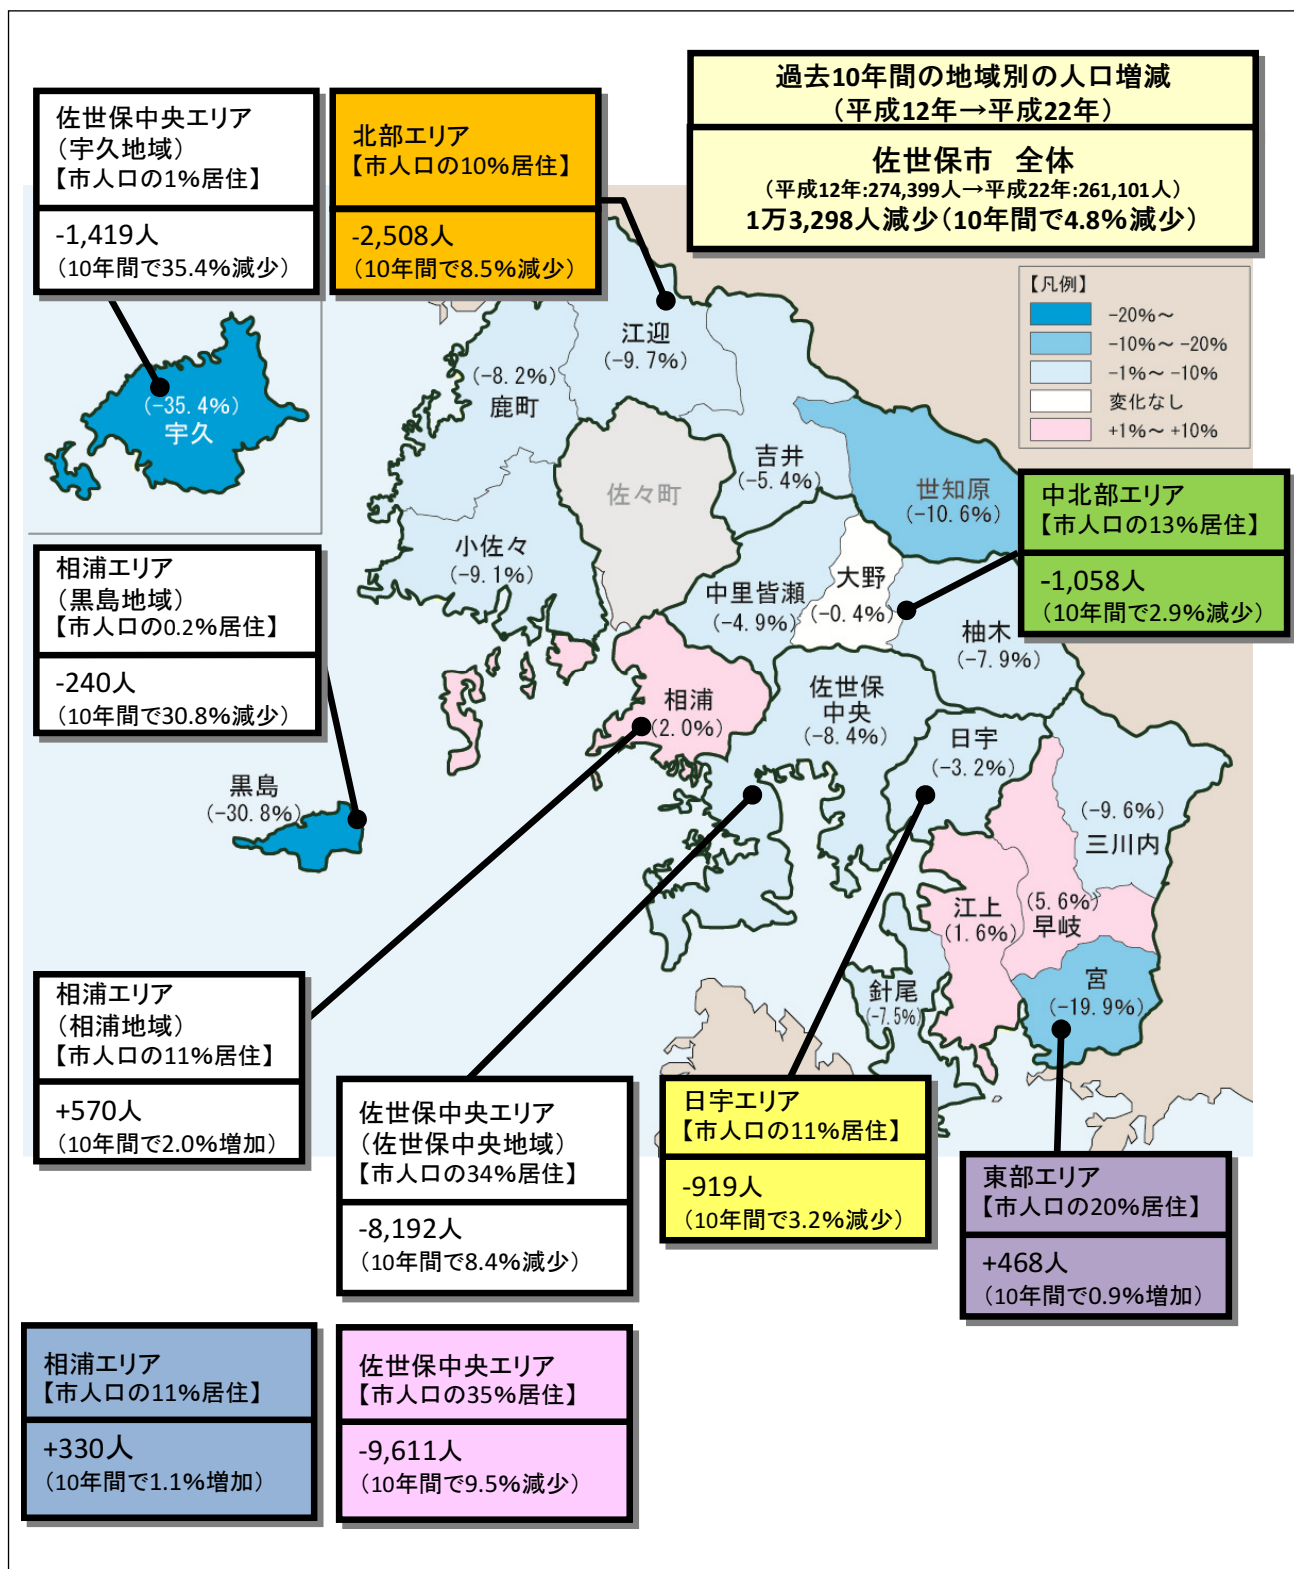 過去10年間の地域別の人口増減
（平成12年→平成22年）
佐世保市　全体
（平成12年:274,399人→平成22年:261,101人）
1万3,298人減少（10年間で4.8%減少）
佐世保中央エリア
（宇久地域）
【市人口の1%居住】
-1,419人
（10年間で35.4%減少）
北部エリア
【市人口の10%居住】
-2,508人
（10年間で8.5%減少）
【凡例】
-20%～
-10%～ -20%
-1%～ -10%
変化なし
+1%～ +10%
江迎
(-9.7%)
(-8.2%)
鹿町
(-35.4%)
宇久
吉井
(-5.4%)
佐々町
世知原
(-10.6%)
中北部エリア
【市人口の13%居住】
-1,058人
（10年間で2.9%減少）
小佐々
(-9.1%)
中里皆瀬
(-4.9%)
大野
(-0.4%)
柚木
(-7.9%)
相浦エリア
（黒島地域）
【市人口の0.2%居住】
-240人
（10年間で30.8%減少）
相浦
(2.0%)
佐世保
中央
(-8.4%)
日宇
(-3.2%)
黒島
(-30.8%)
(-9.6%)
三川内
江上
(1.6%)
(5.6%)
早岐
宮
(-19.9%)
針尾
(-7.5%)
相浦エリア
（相浦地域）
【市人口の11%居住】
+570人
（10年間で2.0%増加）
佐世保中央エリア
（佐世保中央地域）
【市人口の34%居住】
-8,192人
（10年間で8.4%減少）
日宇エリア
【市人口の11%居住】
-919人
（10年間で3.2%減少）
東部エリア
【市人口の20%居住】
+468人
（10年間で0.9%増加）
相浦エリア
【市人口の11%居住】
+330人
（10年間で1.1%増加）
佐世保中央エリア
【市人口の35%居住】
-9,611人
（10年間で9.5%減少）